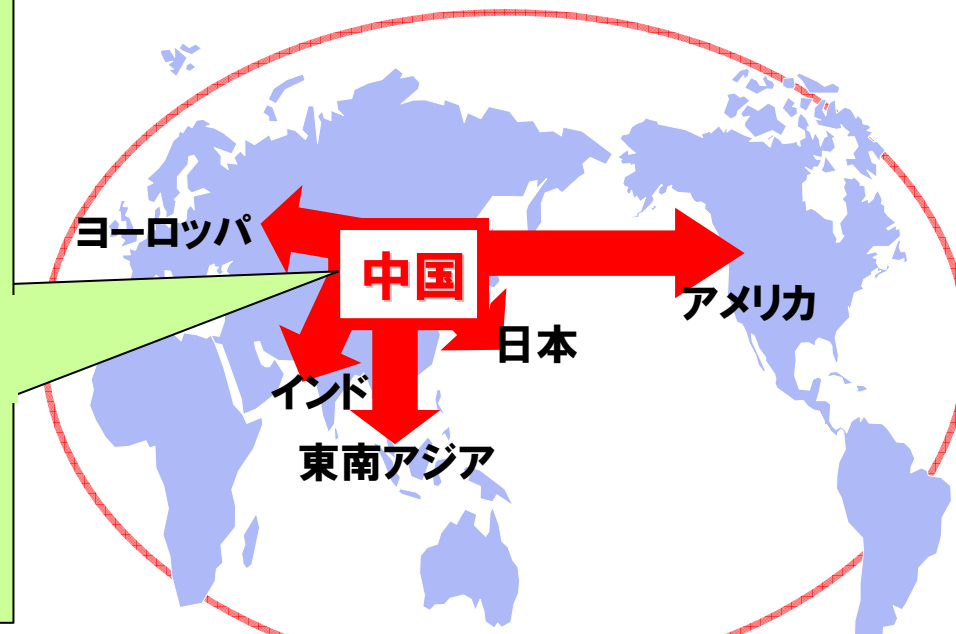 ヨーロッパ
中国
アメリカ
日本
インド
東南アジア